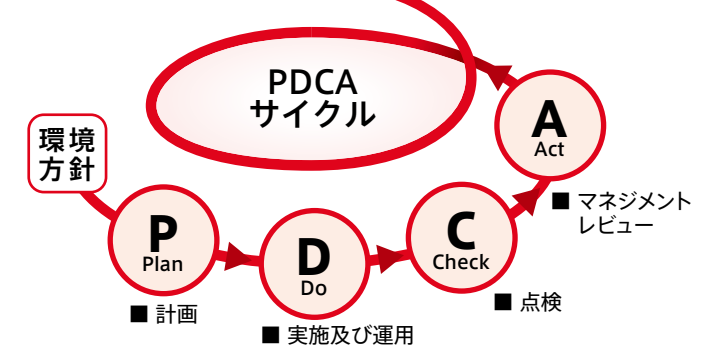 PDCA
サイクル
環境
方針
P
Plan
■ 計画
D
Do
■ 実施及び運用
C
Check
■ 点検
A
Act
■ マネジメント
レビュー